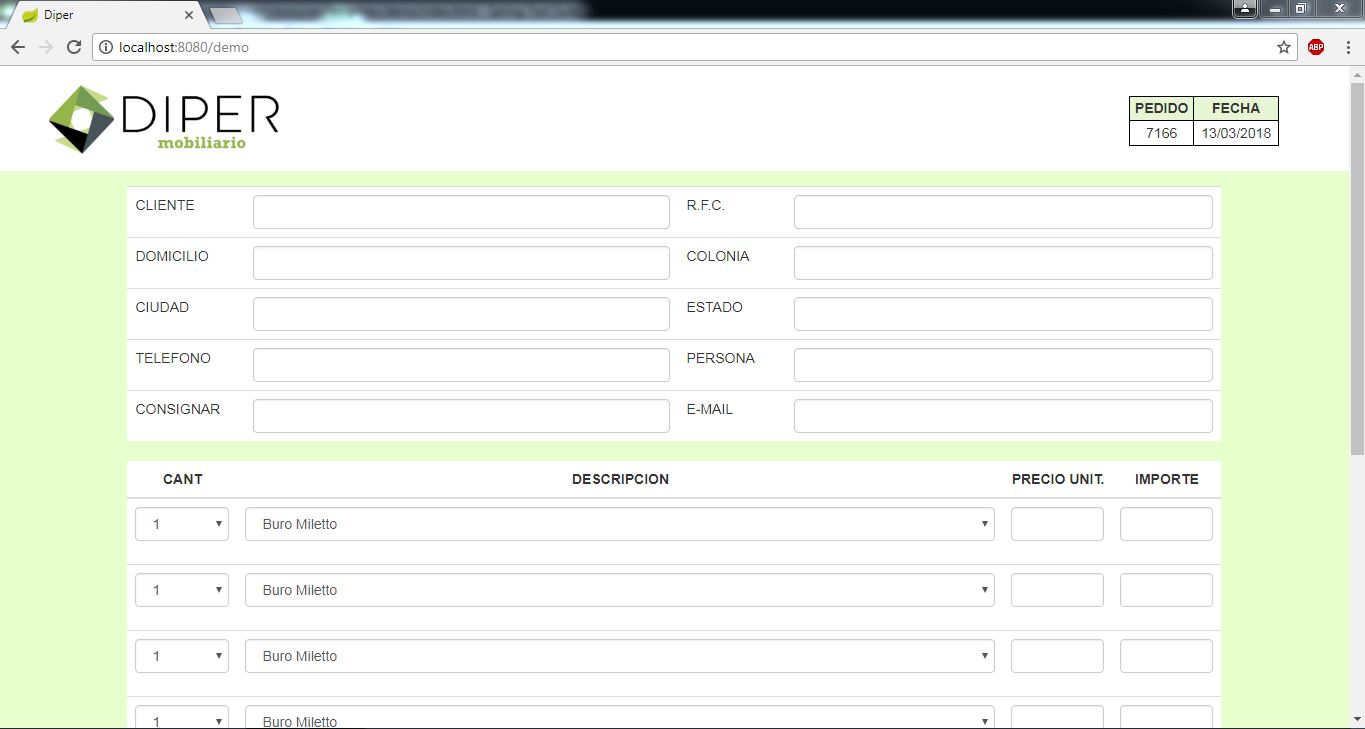 Diper
localhost:8080/demo
ABP
DIPER
mobiliario
PEDIDO FECHA
7166 13/03/2018
CLIENTE R.F.C.
DOMICILIO COLONIA
CIUDAD ESTADO
TELEFONO PERSONA
CONSIGNAR E-MAIL
CANT DESCRIPCION PRECIO UNIT. IMPORTE
1 Buro Miletto
1 Buro Miletto
1 Buro Miletto
1 Buro Miletto